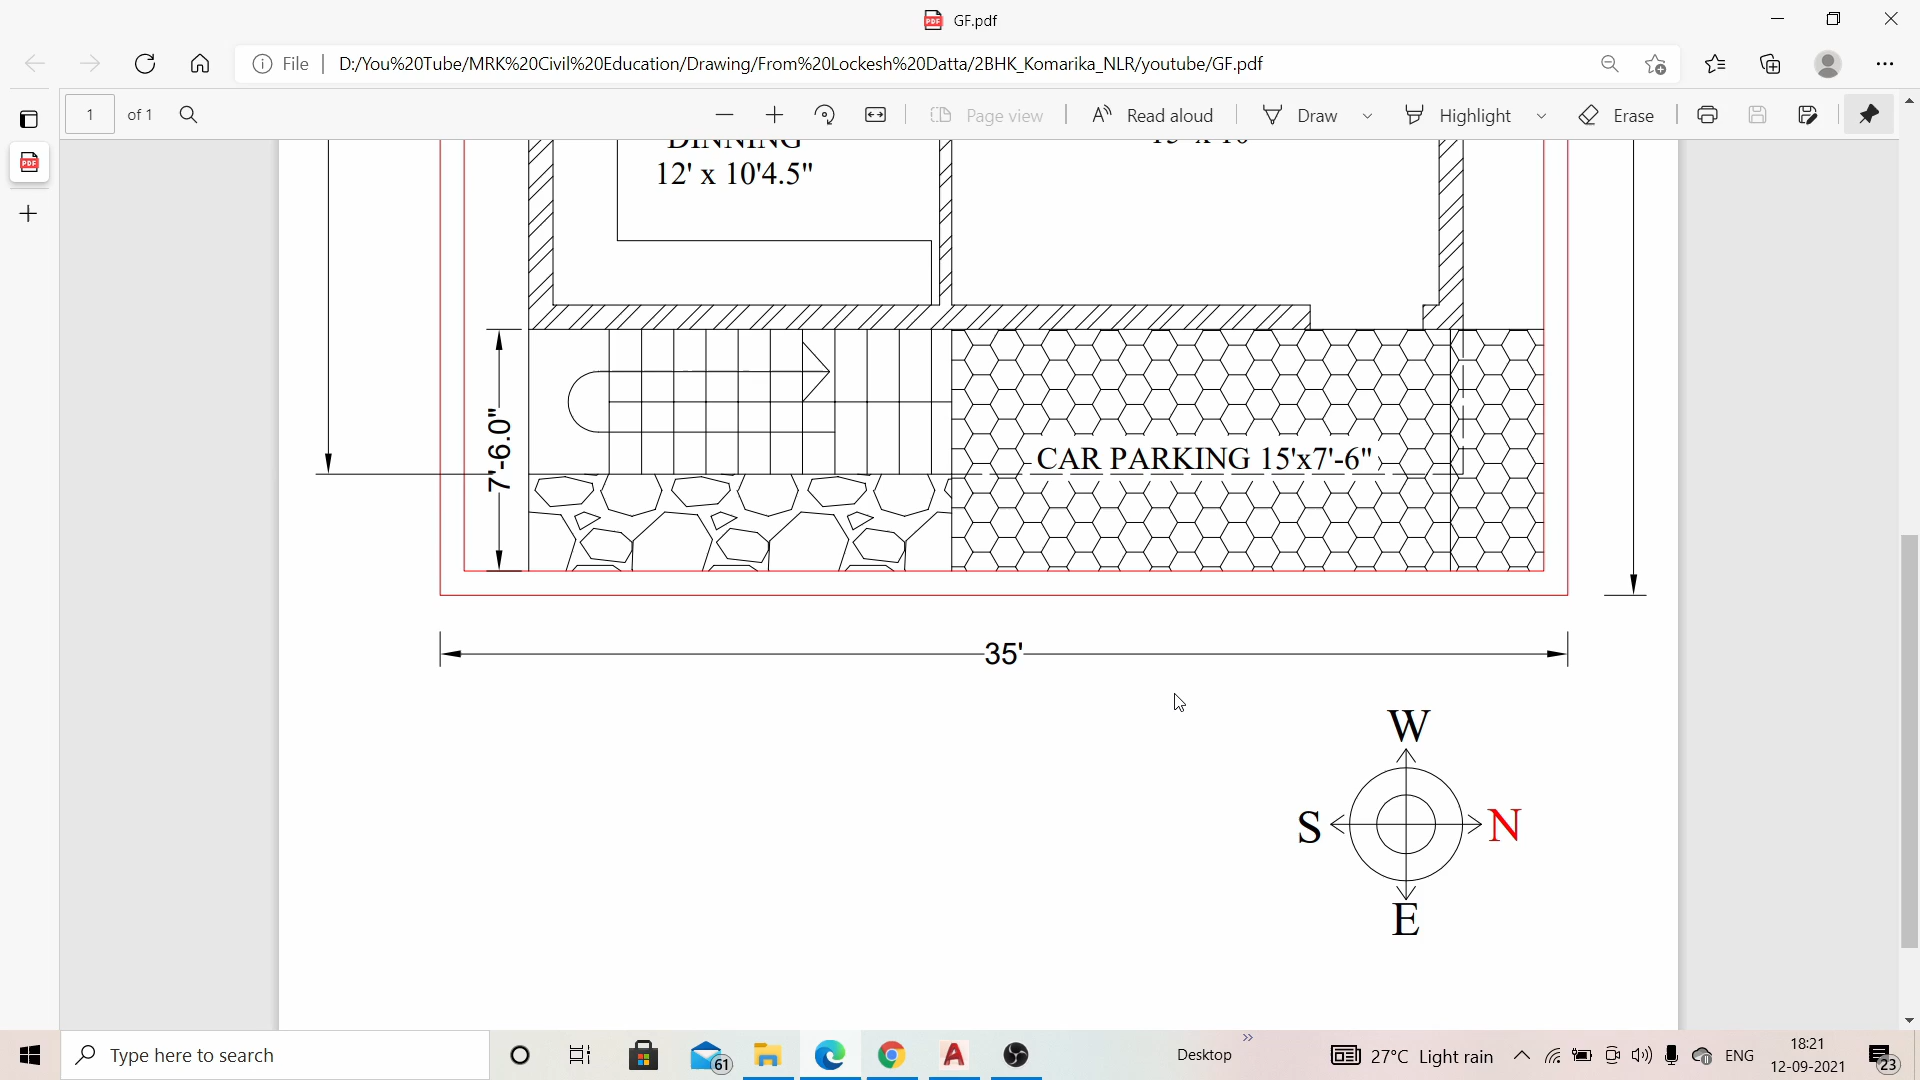 GF.pdf
File
D:/You%20Tube/MRK%20Civil%20Education/Drawing/From%20Lockesh%20Datta/2BHK_Komarika_NLR/youtube/GF.pdf
1 of 1
Page view
Read aloud
Draw
Highlight
Erase
DINNING
12' x 10'4.5"
7'-6.0"
CAR PARKING 15'x7'-6"
35'
W
S
N
E
Type here to search
61
Desktop
27°C Light rain
ENG
18:21
12-09-2021
23